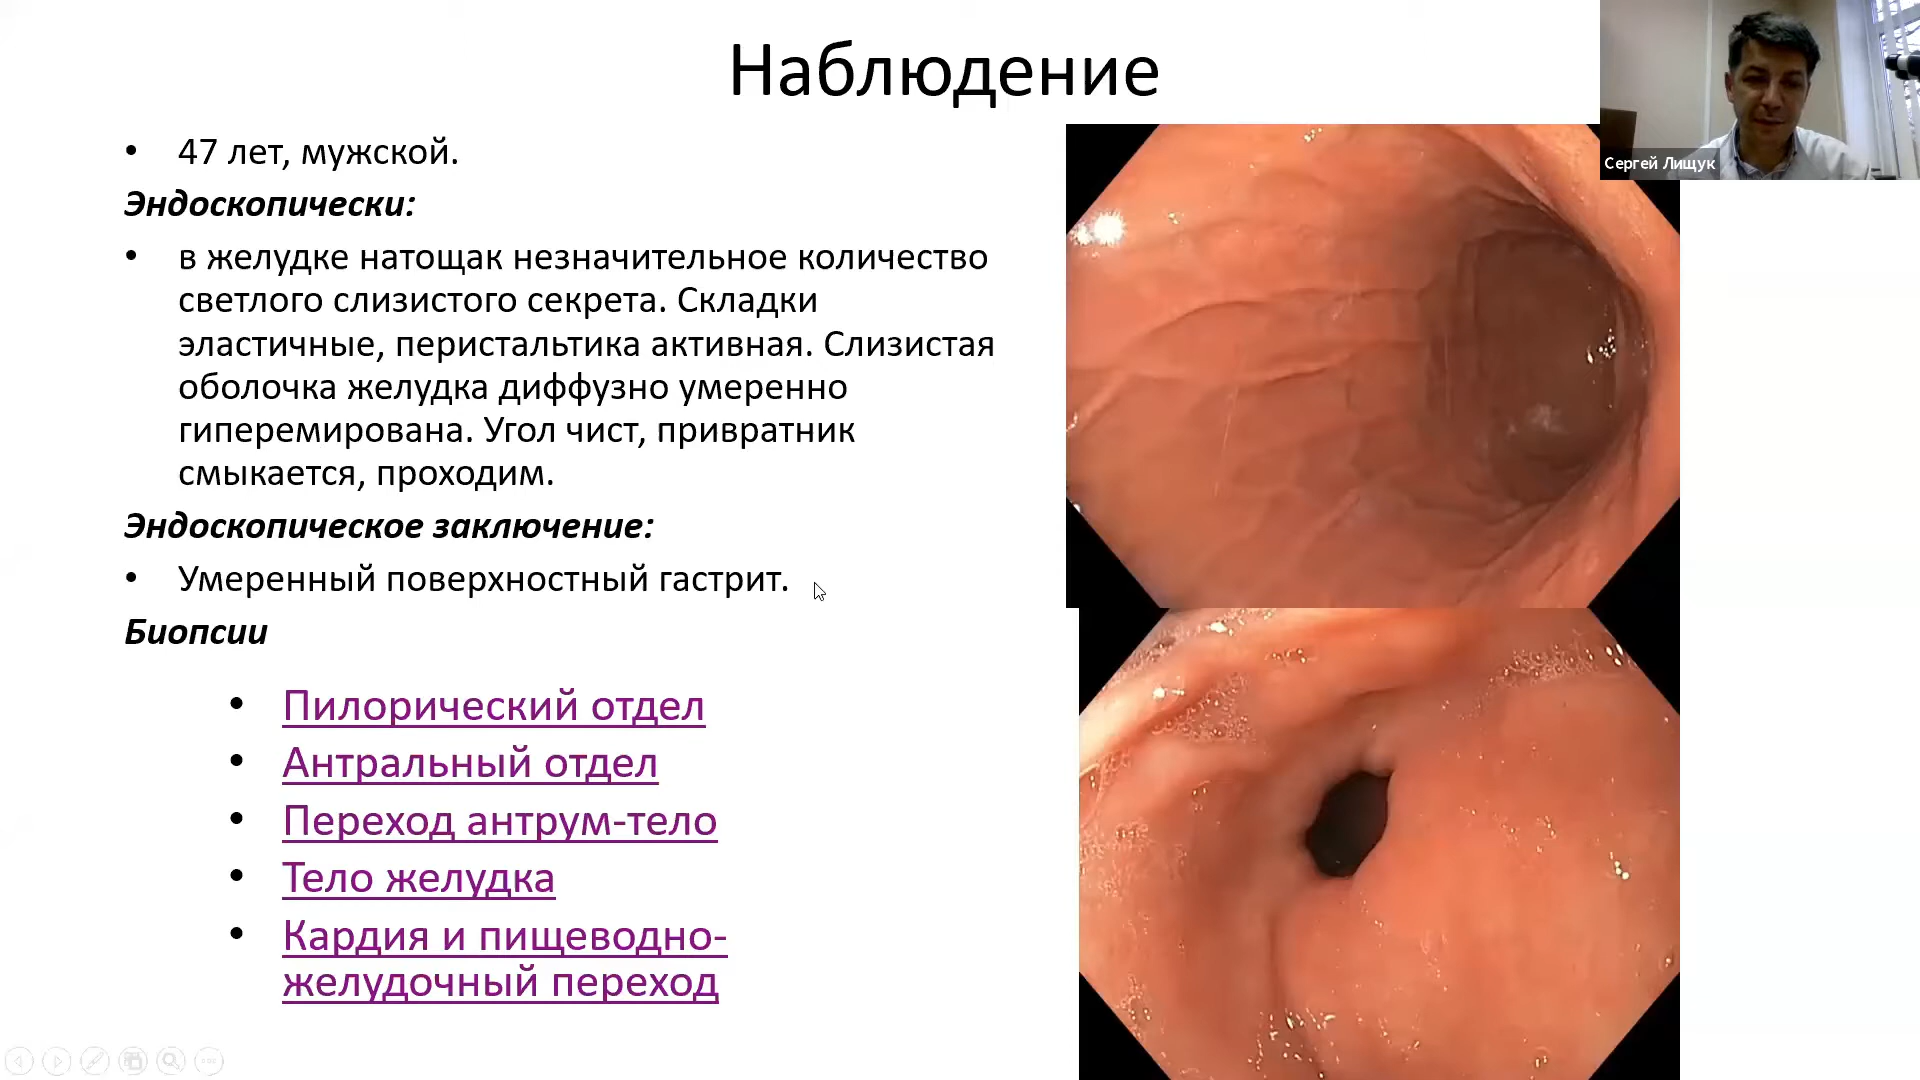 Наблюдение
Сергей Лищук
• 47 лет, мужской.
Эндоскопически:
• в желудке натощак незначительное количество
светлого слизистого секрета. Складки
эластичные, перистальтика активная. Слизистая
оболочка желудка диффузно умеренно
гиперемирована. Угол чист, привратник
смыкается, проходим.
Эндоскопическое заключение:
• Умеренный поверхностный гастрит.
Биопсии
• Пилорический отдел
• Антральный отдел
• Переход антрум-тело
• Тело желудка
• Кардия и пищеводно-
желудочный переход